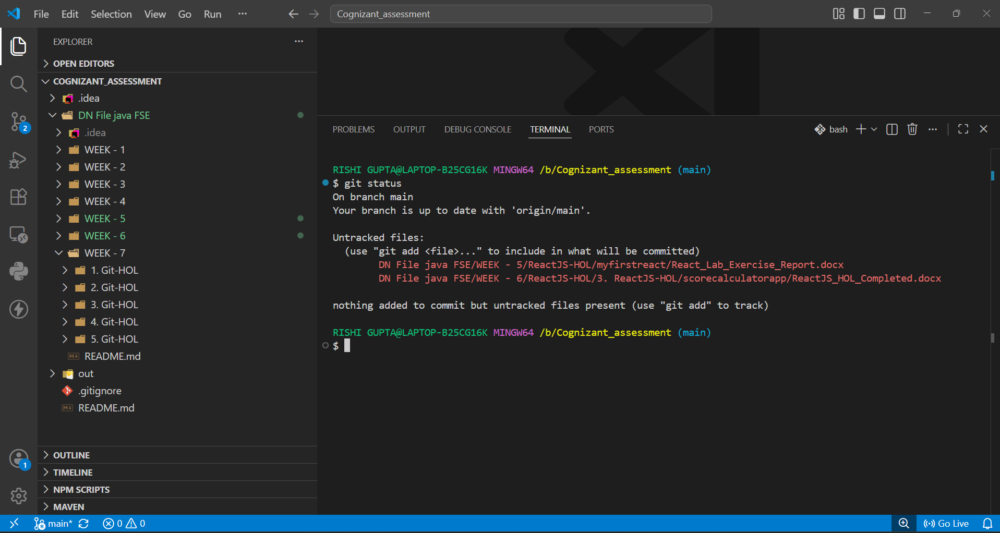 File Edit Selection View Go Run ···
Cognizant_assessment
EXPLORER
OPEN EDITORS
COGNIZANT_ASSESSMENT
.idea
DN File java FSE
.idea
WEEK - 1
WEEK - 2
WEEK - 3
WEEK - 4
WEEK - 5
WEEK - 6
WEEK - 7
1. Git-HOL
2. Git-HOL
3. Git-HOL
4. Git-HOL
5. Git-HOL
README.md
out
.gitignore
README.md
OUTLINE
TIMELINE
NPM SCRIPTS
MAVEN
2
1
PROBLEMS OUTPUT DEBUG CONSOLE TERMINAL PORTS
bash
RISHI GUPTA@LAPTOP-B25CG16K MINGW64 /b/Cognizant_assessment (main)
$ git status
On branch main
Your branch is up to date with 'origin/main'.
Untracked files:
(use "git add <file>..." to include in what will be committed)
DN File java FSE/WEEK - 5/ReactJS-HOL/myfirstreact/React_Lab_Exercise_Report.docx
DN File java FSE/WEEK - 6/ReactJS-HOL/3. ReactJS-HOL/scorecalculatorapp/ReactJS_HOL_Completed.docx
nothing added to commit but untracked files present (use "git add" to track)
RISHI GUPTA@LAPTOP-B25CG16K MINGW64 /b/Cognizant_assessment (main)
$
main* 0 0
Go Live